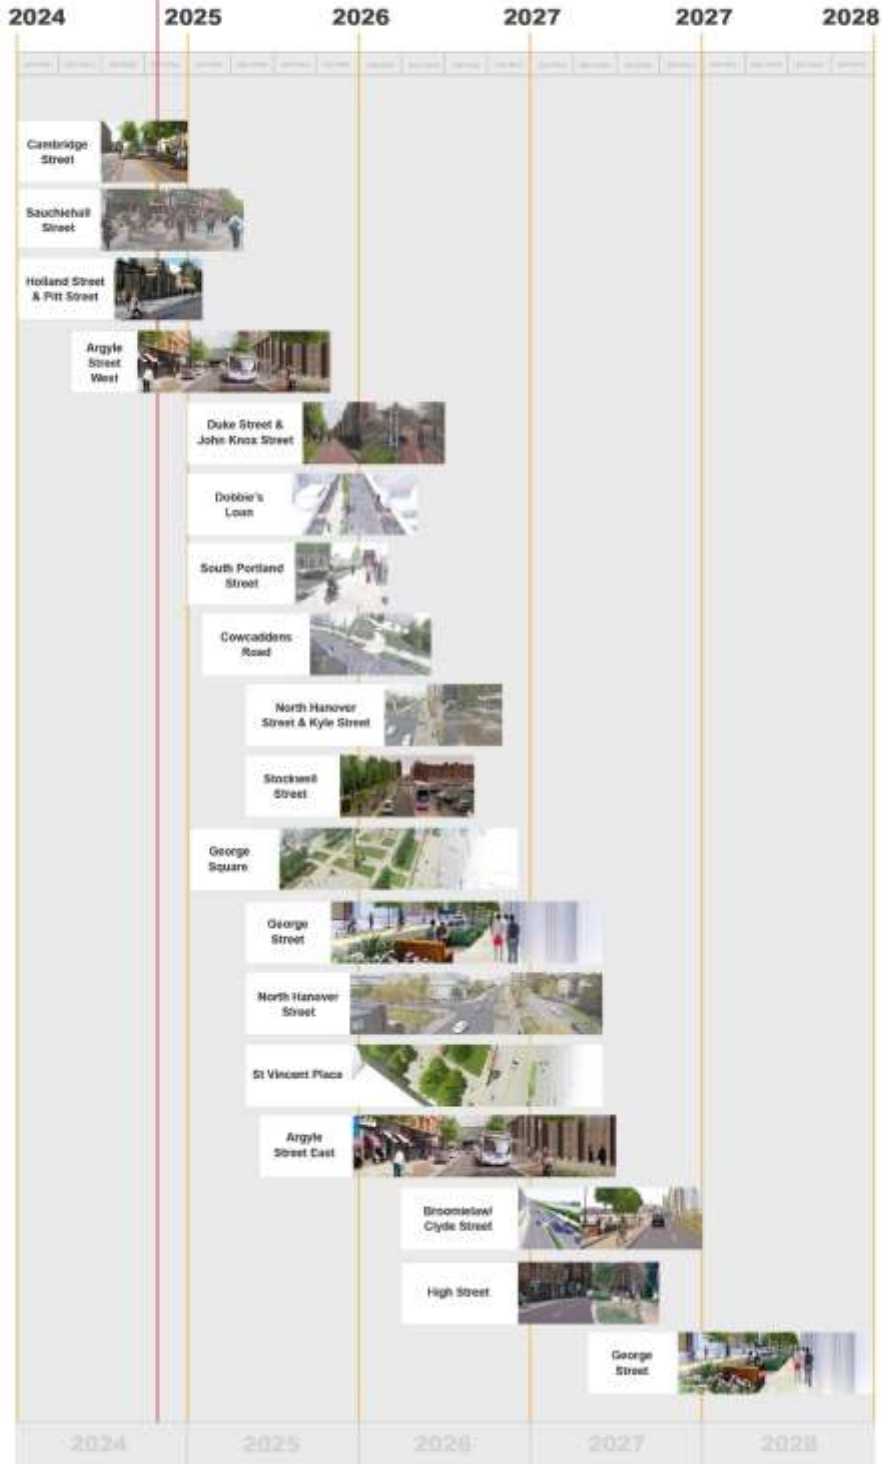 2024 2025 2026 2027 2027 2028
Cambridge
Street
Sauchiehall
Street
Holland Street
& Pitt Street
Argyle
Street
West
Duke Street &
John Knox Street
Dobbie's
Loan
South Portland
Street
Cowcaddens
Road
North Hanover
Street & Kyle Street
Stockwell
Street
George
Square
George
Street
North Hanover
Street
St Vincent Place
Argyle
Street East
Broomielaw/
Clyde Street
High Street
George
Street
2024 2025 2026 2027 2028